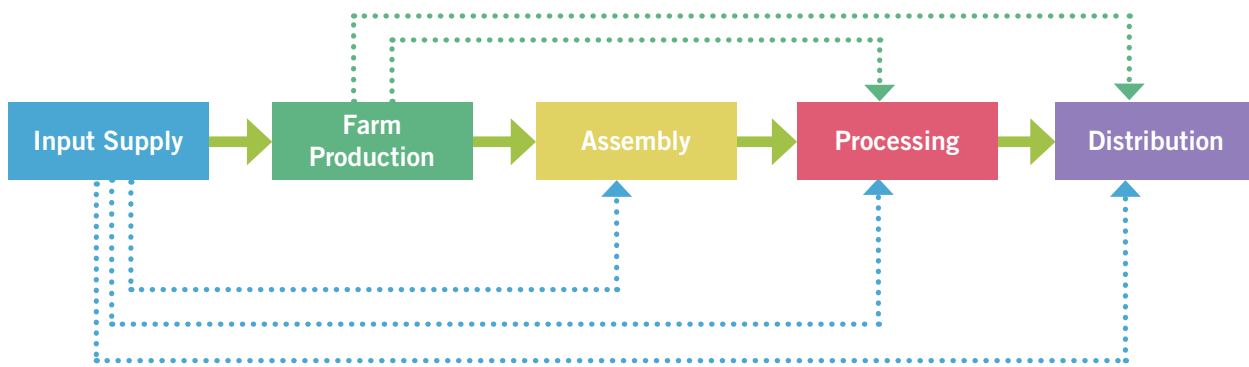 Input Supply
Farm
Production
Assembly
Processing
Distribution